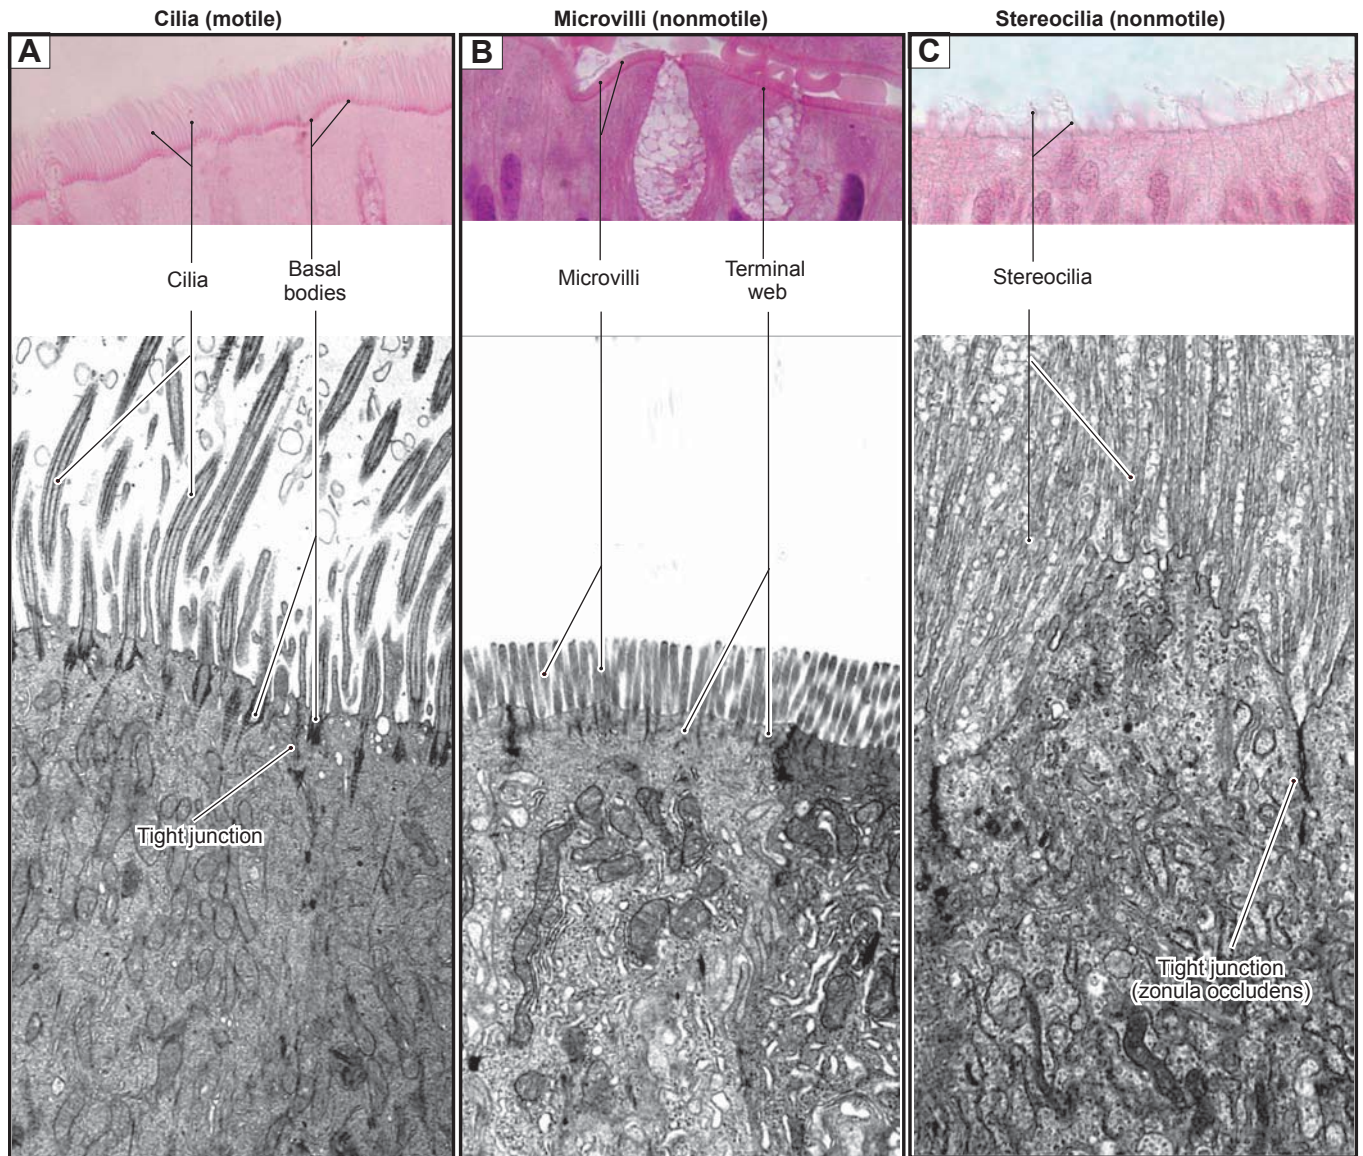 Cilia (motile)
Microvilli (nonmotile)
Stereocilia (nonmotile)
A
B
C
Cilia
Basal
bodies
Microvilli
Terminal
web
Stereocilia
Tight junction
Tight junction
(zonula occludens)